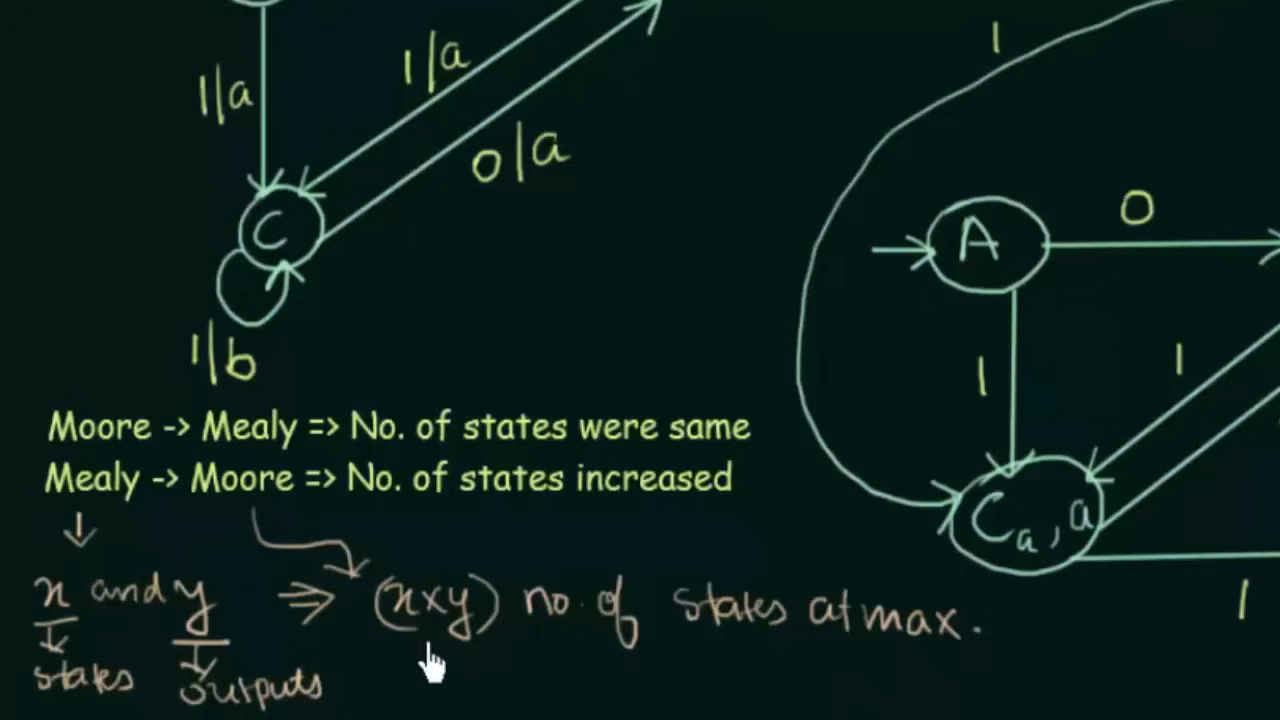 1
1/a
1/a
0/a
A
0
C
1/b
1
1
Moore -> Mealy => No. of states were same
Mealy -> Moore => No. of states increased
Ca, a
x and y ⇒ (x×y) no. of states at max.
states outputs
1